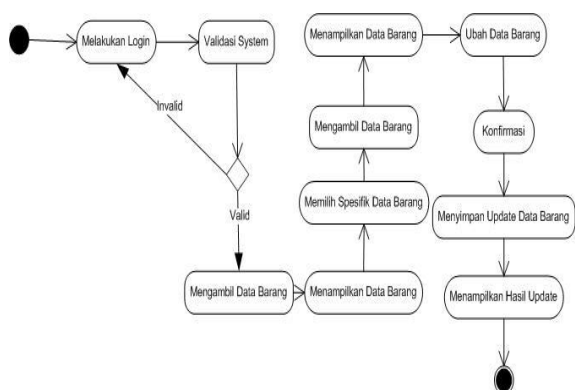 Melakukan Login
Validasi System
Invalid
Valid
Mengambil Data Barang
Menampilkan Data Barang
Memilih Spesifik Data Barang
Mengambil Data Barang
Menampilkan Data Barang
Ubah Data Barang
Konfirmasi
Menyimpan Update Data Barang
Menampilkan Hasil Update